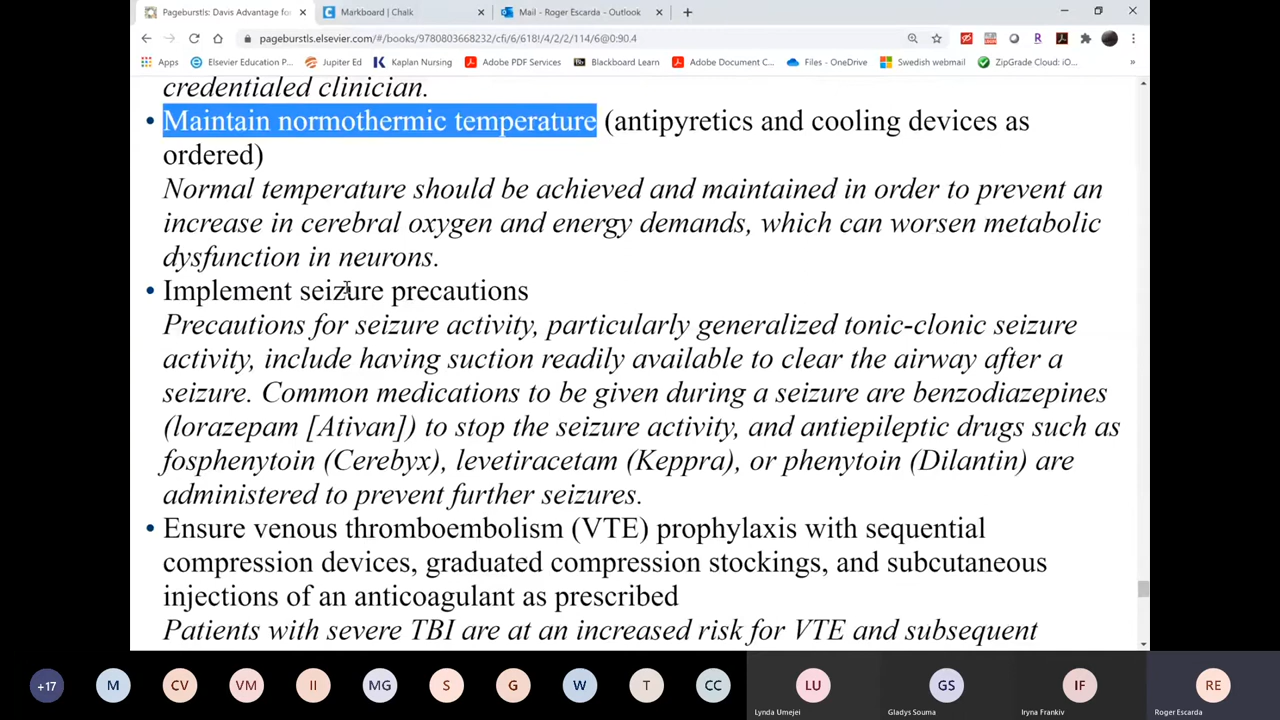 Pageburstls: Davis Advantage for
Markboard | Chalk
Mail - Roger Escarda - Outlook
pageburstls.elsevier.com/#/books/9780803668232/cfi/6/618!/4/2/2/114/6@0:90.4
Apps
Elsevier Education P...
Jupiter Ed
Kaplan Nursing
Adobe PDF Services
Blackboard Learn
Adobe Document C...
Files - OneDrive
Swedish webmail
ZipGrade Cloud: iO...
credentialed clinician.
• Maintain normothermic temperature (antipyretics and cooling devices as
ordered)
Normal temperature should be achieved and maintained in order to prevent an
increase in cerebral oxygen and energy demands, which can worsen metabolic
dysfunction in neurons.
• Implement seizure precautions
Precautions for seizure activity, particularly generalized tonic-clonic seizure
activity, include having suction readily available to clear the airway after a
seizure. Common medications to be given during a seizure are benzodiazepines
(lorazepam [Ativan]) to stop the seizure activity, and antiepileptic drugs such as
fosphenytoin (Cerebyx), levetiracetam (Keppra), or phenytoin (Dilantin) are
administered to prevent further seizures.
• Ensure venous thromboembolism (VTE) prophylaxis with sequential
compression devices, graduated compression stockings, and subcutaneous
injections of an anticoagulant as prescribed
Patients with severe TBI are at an increased risk for VTE and subsequent
+17
M
CV
VM
II
MG
S
G
W
T
CC
LU
GS
IF
RE
Lynda Umejei
Gladys Souma
Iryna Frankiv
Roger Escarda